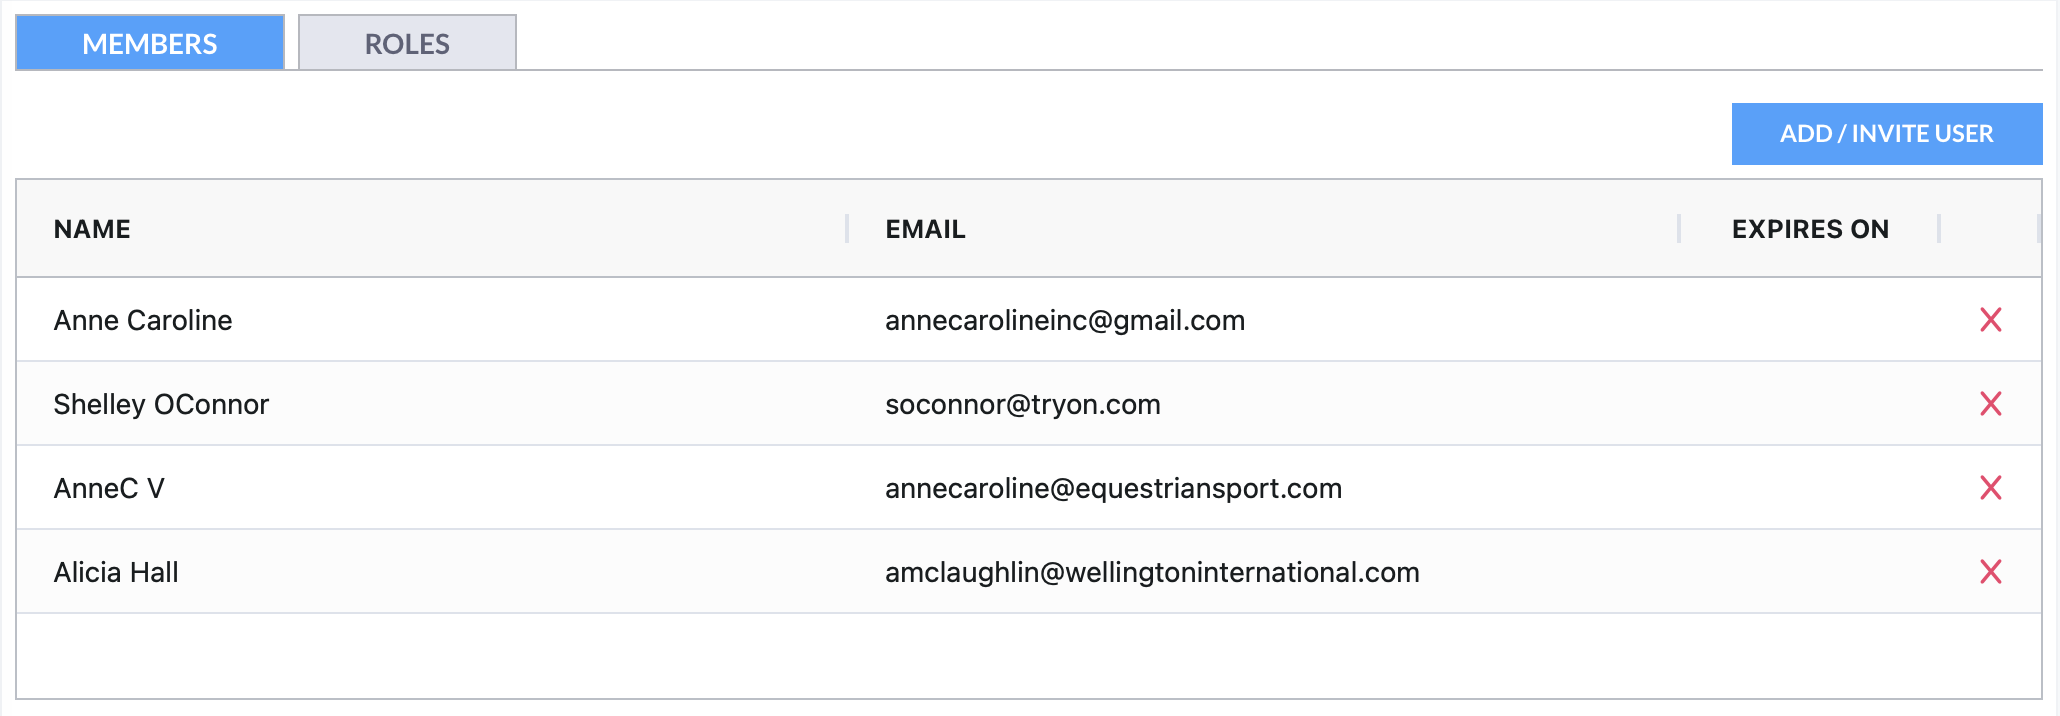 MEMBERS ROLES
ADD / INVITE USER
NAME EMAIL EXPIRES ON
Anne Caroline annecarolineinc@gmail.com
Shelley OConnor soconnor@tryon.com
AnneC V annecaroline@equestriansport.com
Alicia Hall amclaughlin@wellingtoninternational.com